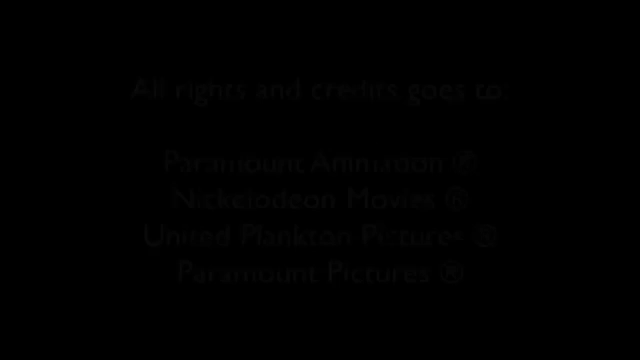 All rights and credits goes to:
Paramount Animation ®
Nickelodeon Movies ®
United Plankton Pictures ®
Paramount Pictures ®